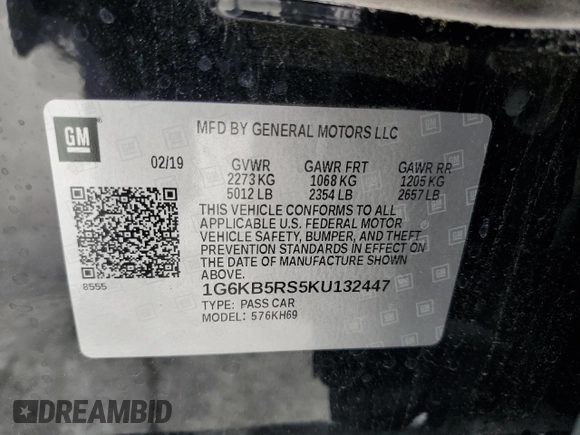 GM
MFD BY GENERAL MOTORS LLC
02/19 GVWR GAWR FRT GAWR RR
2273 KG 1068 KG 1205 KG
5012 LB 2354 LB 2657 LB
THIS VEHICLE CONFORMS TO ALL
APPLICABLE U.S. FEDERAL MOTOR
VEHICLE SAFETY, BUMPER, AND THEFT
PREVENTION STANDARDS IN EFFECT ON
THE DATE OF MANUFACTURE SHOWN
ABOVE.
8555
1G6KB5RS5KU132447
TYPE: PASS CAR
MODEL: 576KH69
DREAMBID